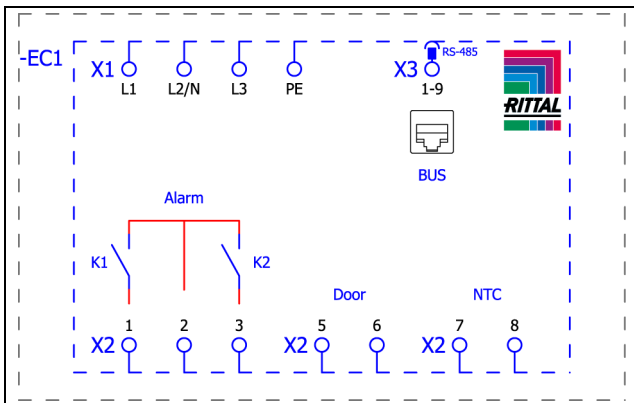 -EC1
X1 X3 RS-485
L1 L2/N L3 PE 1-9
RITTAL
BUS
Alarm
K1 K2
Door NTC
1 2 3 5 6 7 8
X2 X2 X2